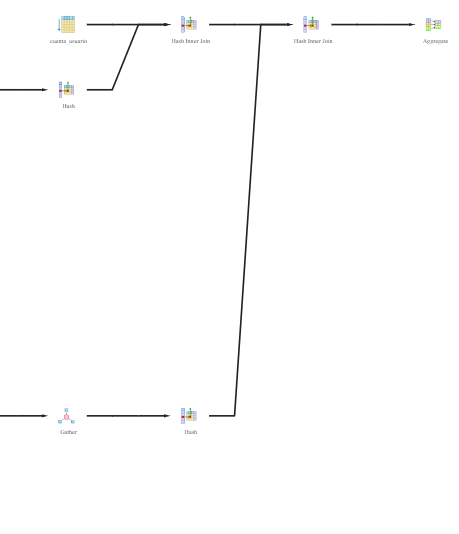 cuenta_usuario
Hash Inner Join
Hash Inner Join
Aggregate
Hash
Gather
Hash